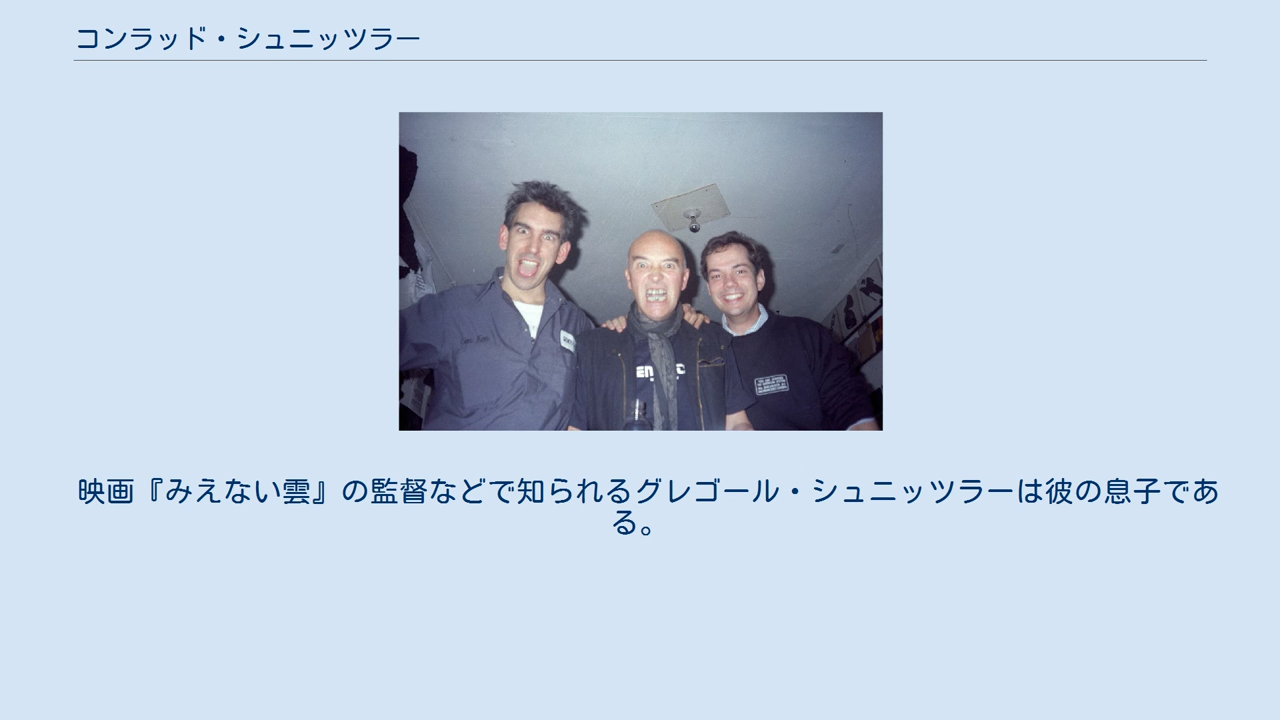 コンラッド・シュニッツラー
映画『みえない雲』の監督などで知られるグレゴール・シュニッツラーは彼の息子であ
る。